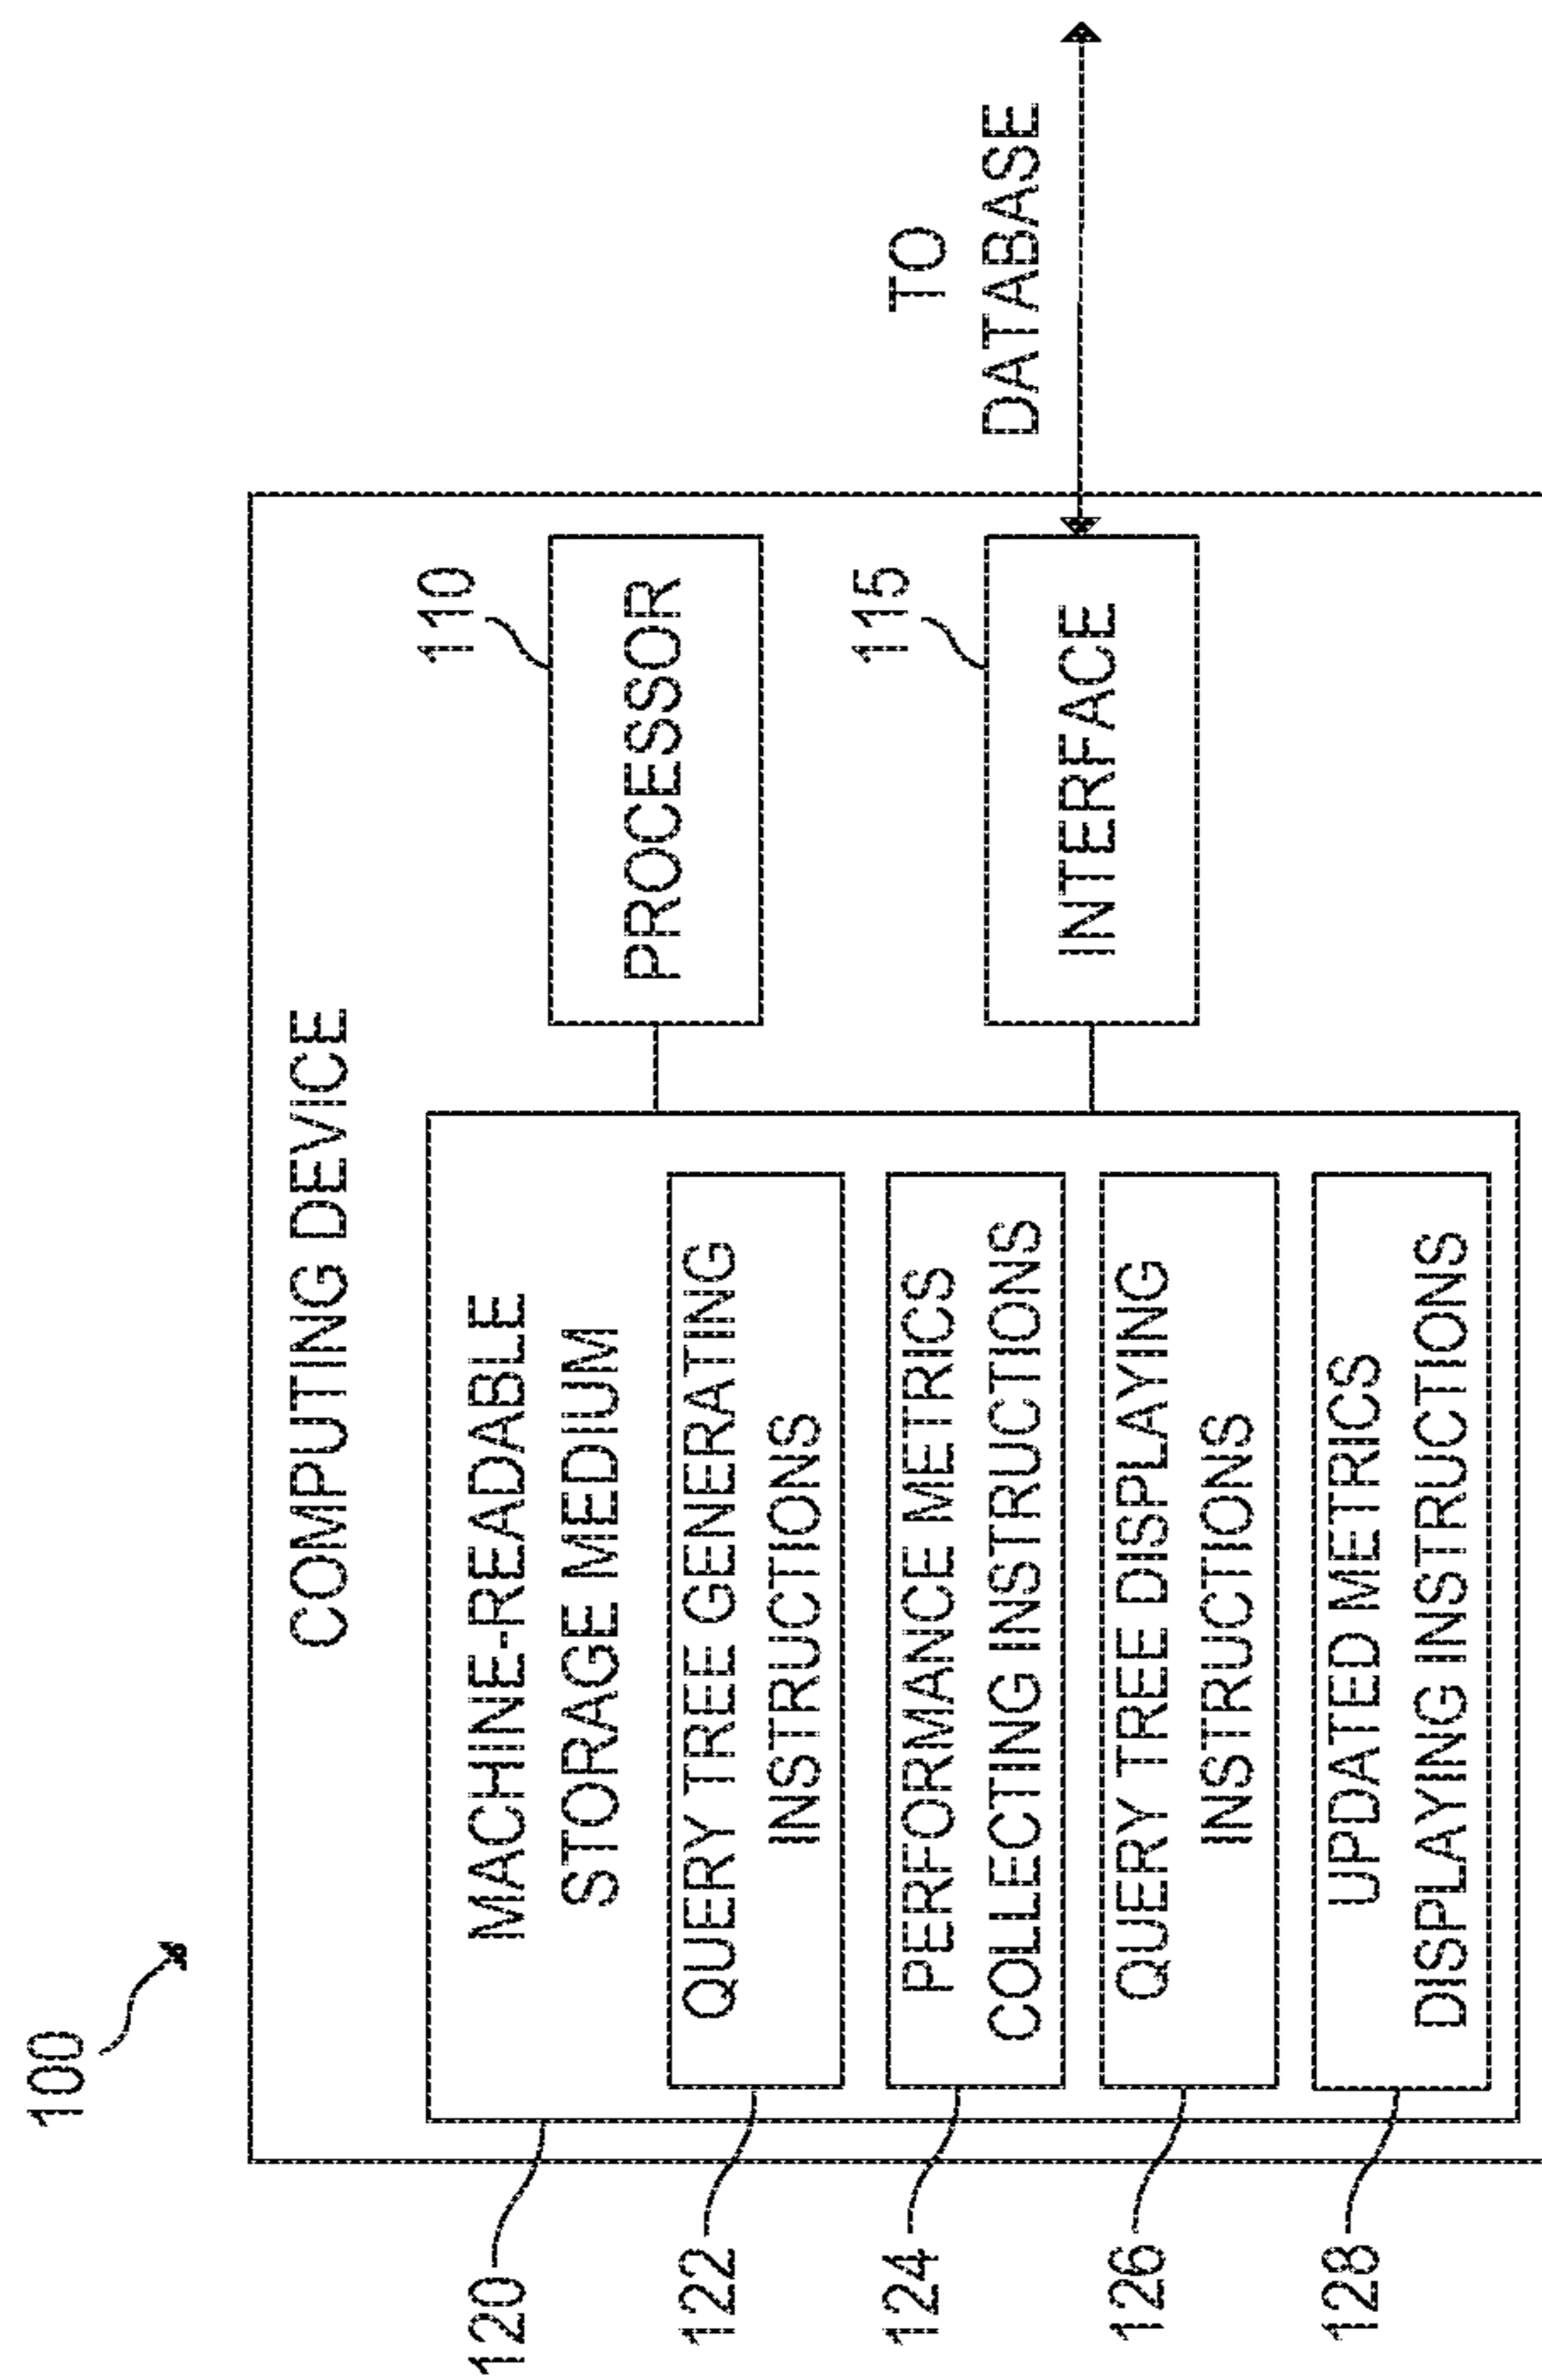 100
COMPUTING DEVICE
120
MACHINE-READABLE
STORAGE MEDIUM
110
PROCESSOR
122
QUERY TREE GENERATING
INSTRUCTIONS
124
PERFORMANCE METRICS
COLLECTING INSTRUCTIONS
115
INTERFACE
TO
DATABASE
126
QUERY TREE DISPLAYING
INSTRUCTIONS
128
UPDATED METRICS
DISPLAYING INSTRUCTIONS